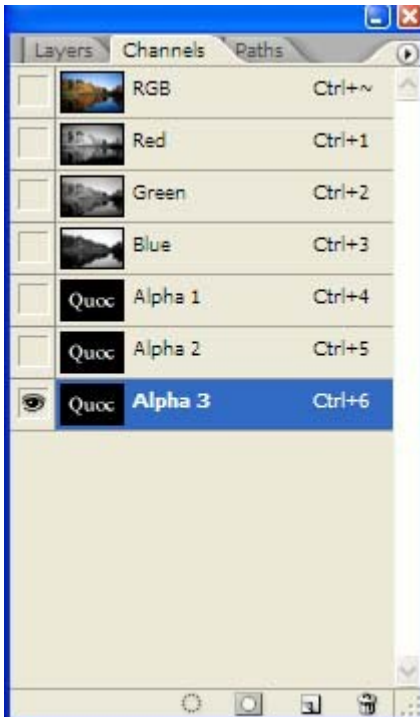 Layers Channels Paths
RGB Ctrl+~
Red Ctrl+1
Green Ctrl+2
Blue Ctrl+3
Quoc Alpha 1 Ctrl+4
Quoc Alpha 2 Ctrl+5
Quoc Alpha 3 Ctrl+6